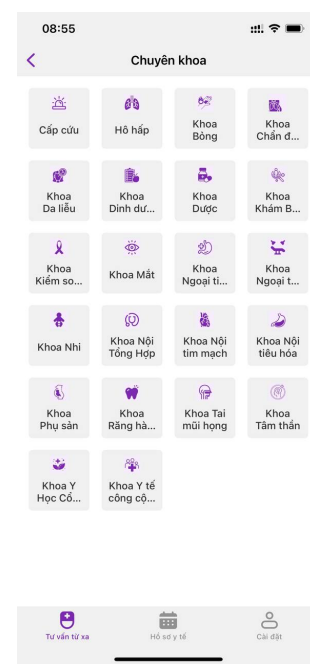 08:55
Chuyên khoa
Cấp cứu
Hô hấp
Khoa
Bỏng
Khoa
Chẩn đ...
Khoa
Da liễu
Khoa
Dinh dư...
Khoa
Dược
Khoa
Khám B...
Khoa
Kiểm so...
Khoa Mắt
Khoa
Ngoại ti...
Khoa
Ngoại t...
Khoa Nhi
Khoa Nội
Tổng Hợp
Khoa Nội
tim mạch
Khoa Nội
tiêu hóa
Khoa
Phụ sản
Khoa
Răng hà...
Khoa Tai
mũi họng
Khoa
Tâm thần
Khoa Y
Học Cổ...
Khoa Y tế
công cộ...
Tư vấn từ xa
Hồ sơ y tế
Cài đặt